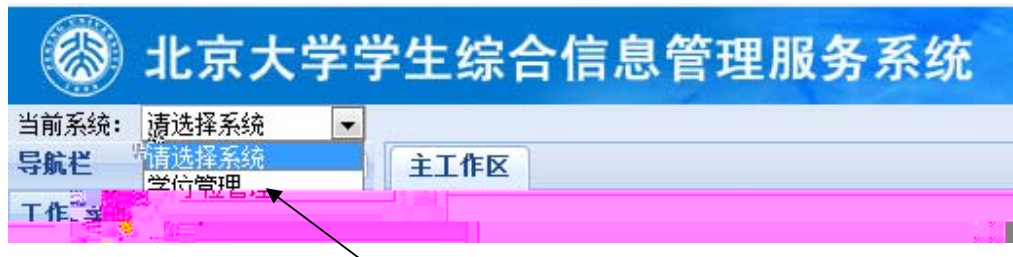 北京大学学生综合信息管理服务系统
当前系统： 请选择系统
导航栏 请选择系统 主工作区
学位管理
工作